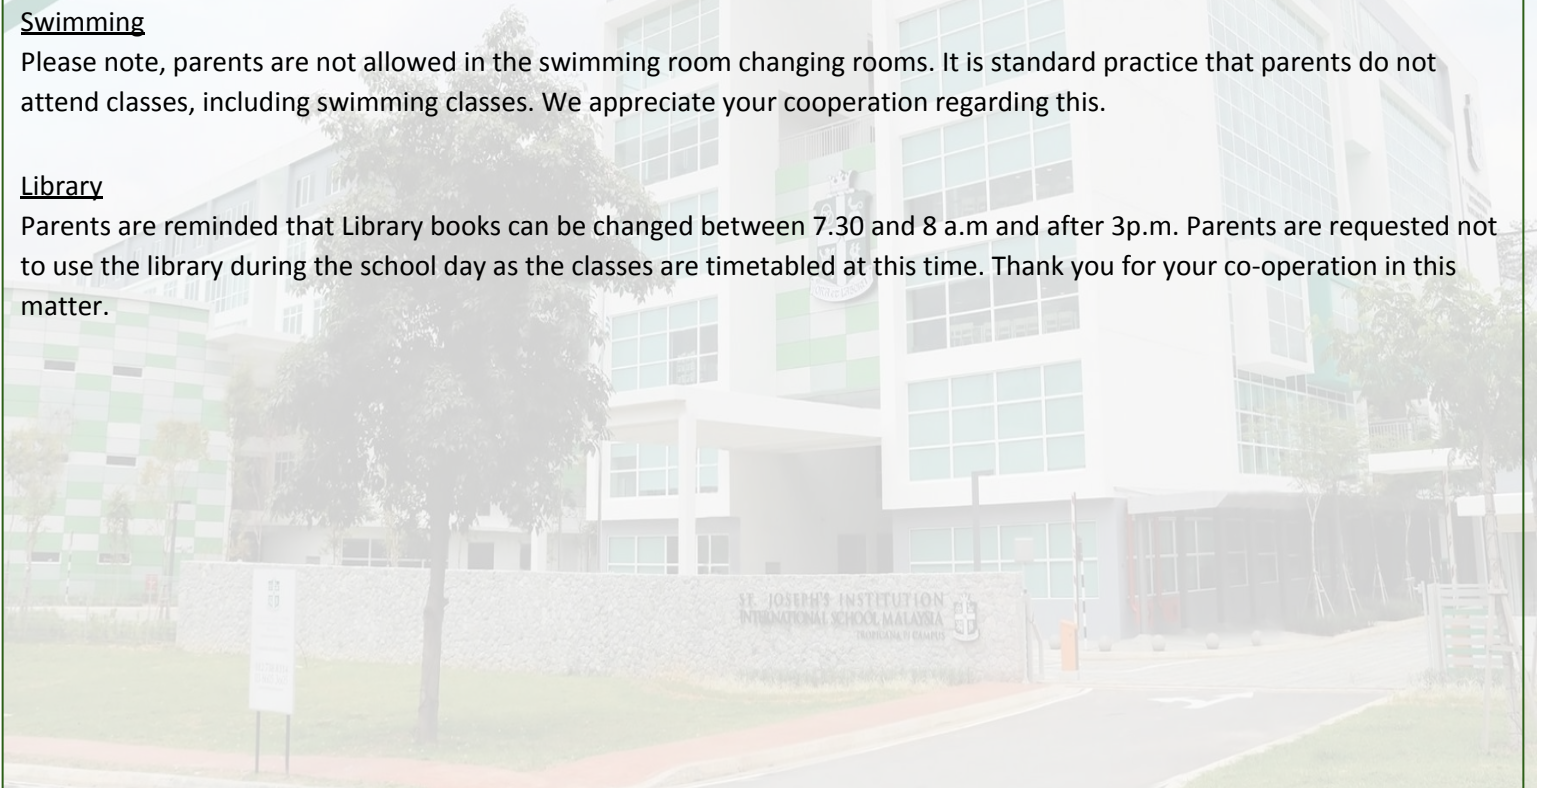 Swimming
Please note, parents are not allowed in the swimming room changing rooms. It is standard practice that parents do not
attend classes, including swimming classes. We appreciate your cooperation regarding this.
Library
Parents are reminded that Library books can be changed between 7.30 and 8 a.m and after 3p.m. Parents are requested not
to use the library during the school day as the classes are timetabled at this time. Thank you for your co-operation in this
matter.
ST. JOSEPH'S INSTITUTION
INTERNATIONAL SCHOOL MALAYSIA
TROPICANA PJ CAMPUS